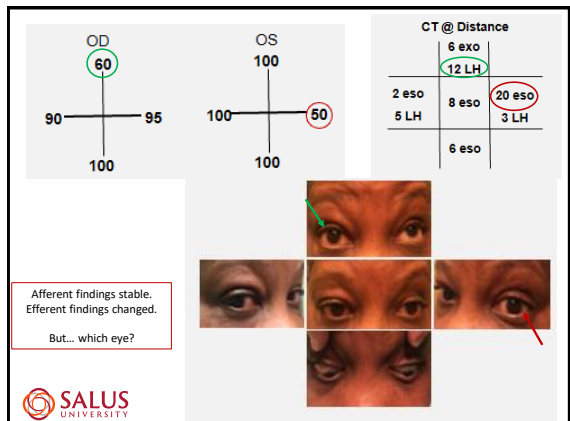 OD
60
90
95
100
OS
100
100
50
100
CT @ Distance
6 exo
12 LH
2 eso
5 LH
8 eso
20 eso
3 LH
6 eso
Afferent findings stable.
Efferent findings changed.
But… which eye?
SALUS
UNIVERSITY